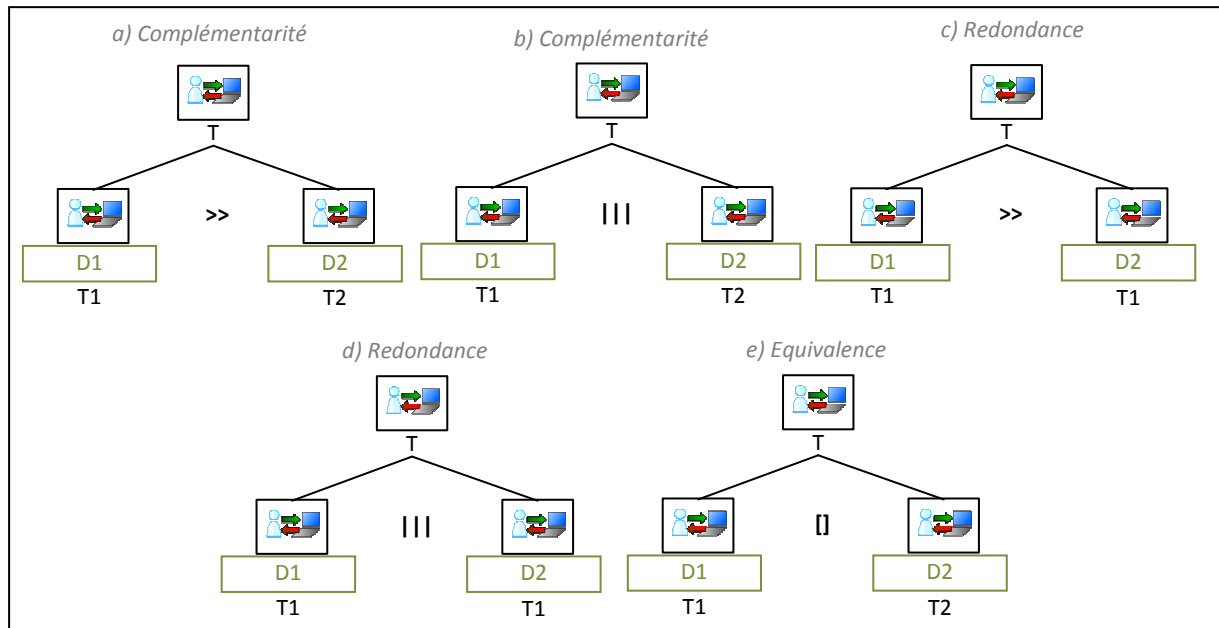 a) Complémentarité
b) Complémentarité
c) Redondance
T
T
T
>>
|||
>>
D1
D2
D1
D2
D1
D2
T1
T2
T1
T2
T1
T1
d) Redondance
e) Equivalence
T
T
|||
[]
D1
D2
D1
D2
T1
T1
T1
T2